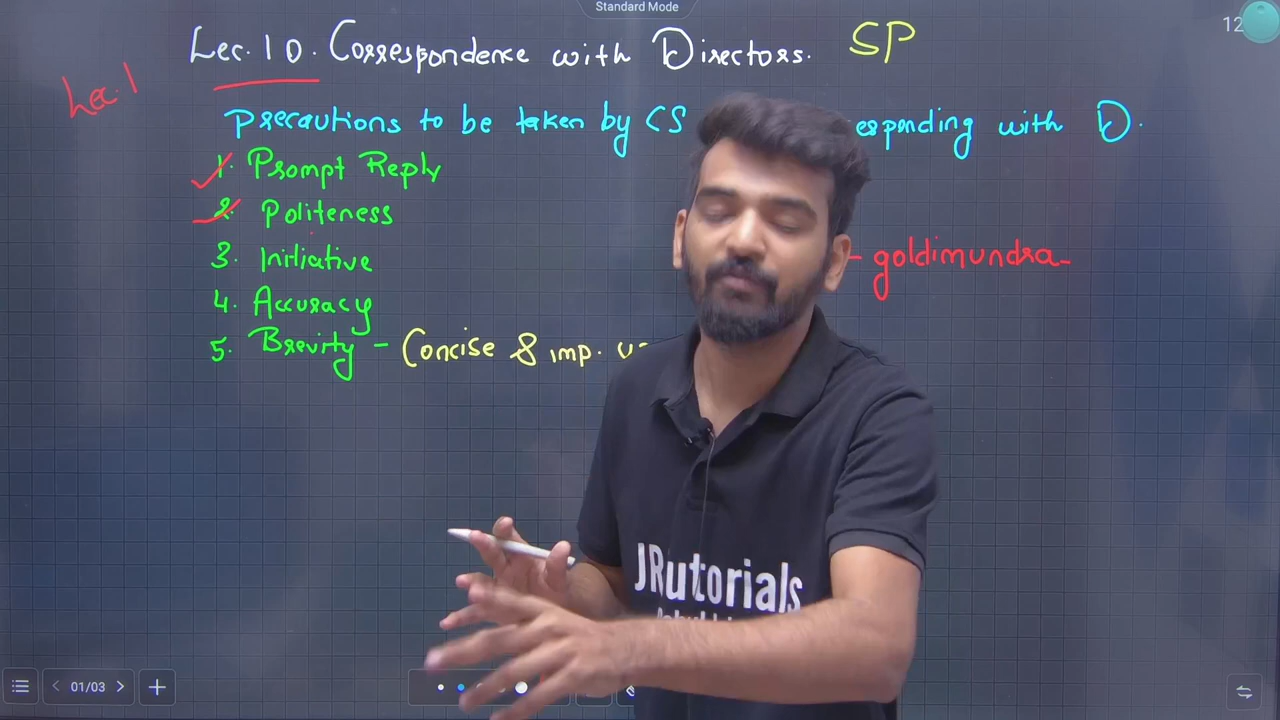 Standard Mode
12
Lec. 10. Correspondence with Directors. SP
Lec. 1
Precautions to be taken by CS esponding with D.
1. Prompt Reply
2. Politeness
3. Initiative
- goldimundra-
4. Accuracy
5. Brevity - Concise & imp.
JRutorials
01/03